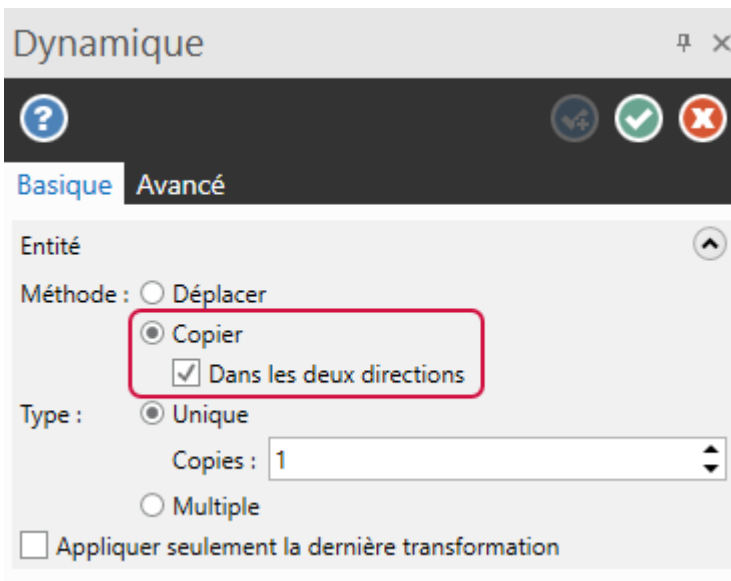 Dynamique
Basique Avancé
Entité
Méthode : Déplacer
Copier
Dans les deux directions
Type : Unique
Copies : 1
Multiple
Appliquer seulement la dernière transformation